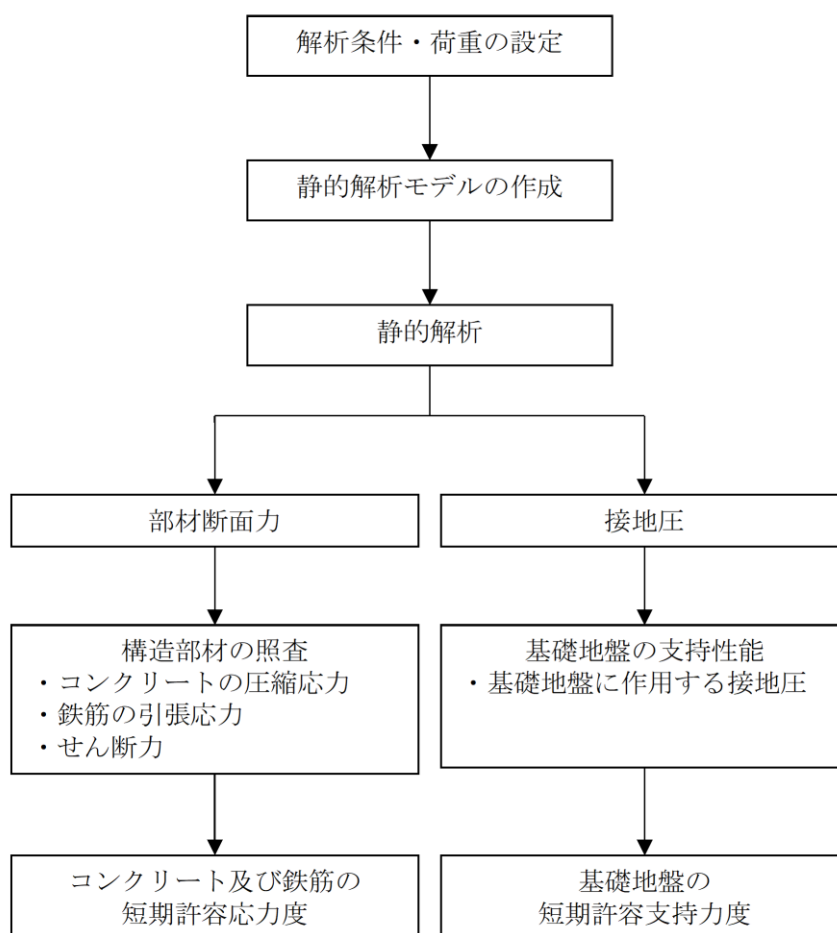 解析条件・荷重の設定
静的解析モデルの作成
静的解析
部材断面力
接地圧
構造部材の照査
・コンクリートの圧縮応力
・鉄筋の引張応力
・せん断力
基礎地盤の支持性能
・基礎地盤に作用する接地圧
コンクリート及び鉄筋の
短期許容応力度
基礎地盤の
短期許容支持力度